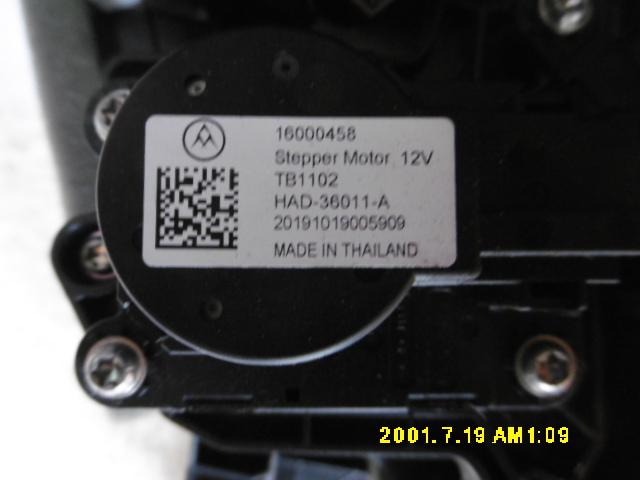 16000458
Stepper Motor 12V
TB1102
HAD-36011-A
20191019005909
MADE IN THAILAND
2001.7.19 AM1:09